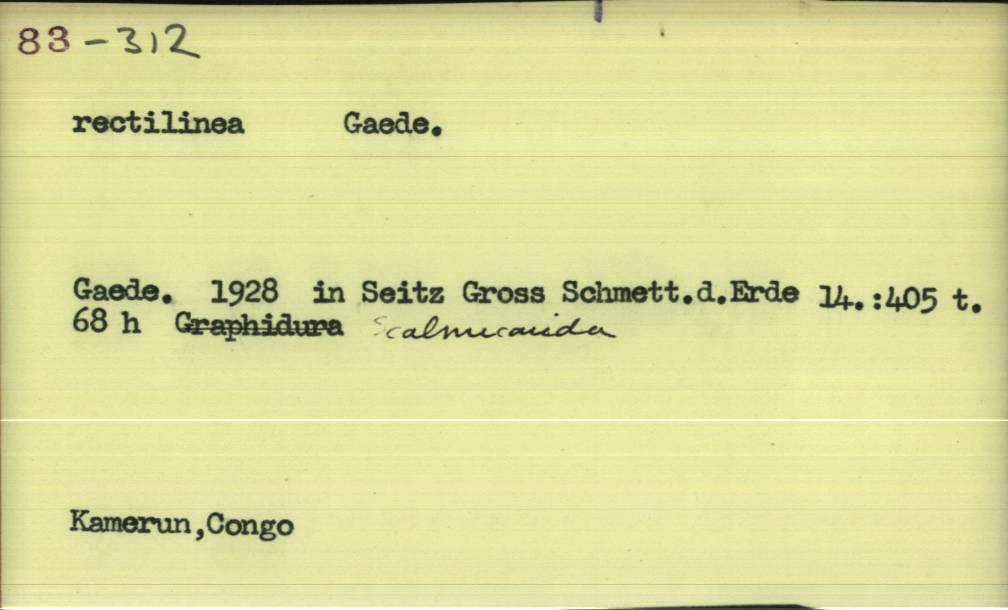 83-312
rectilinea Gaede.
Gaede. 1928 in Seitz Gross Schmett.d.Erde 14.:405 t.
68 h Graphidura Scalmicauda
Kamerun,Congo